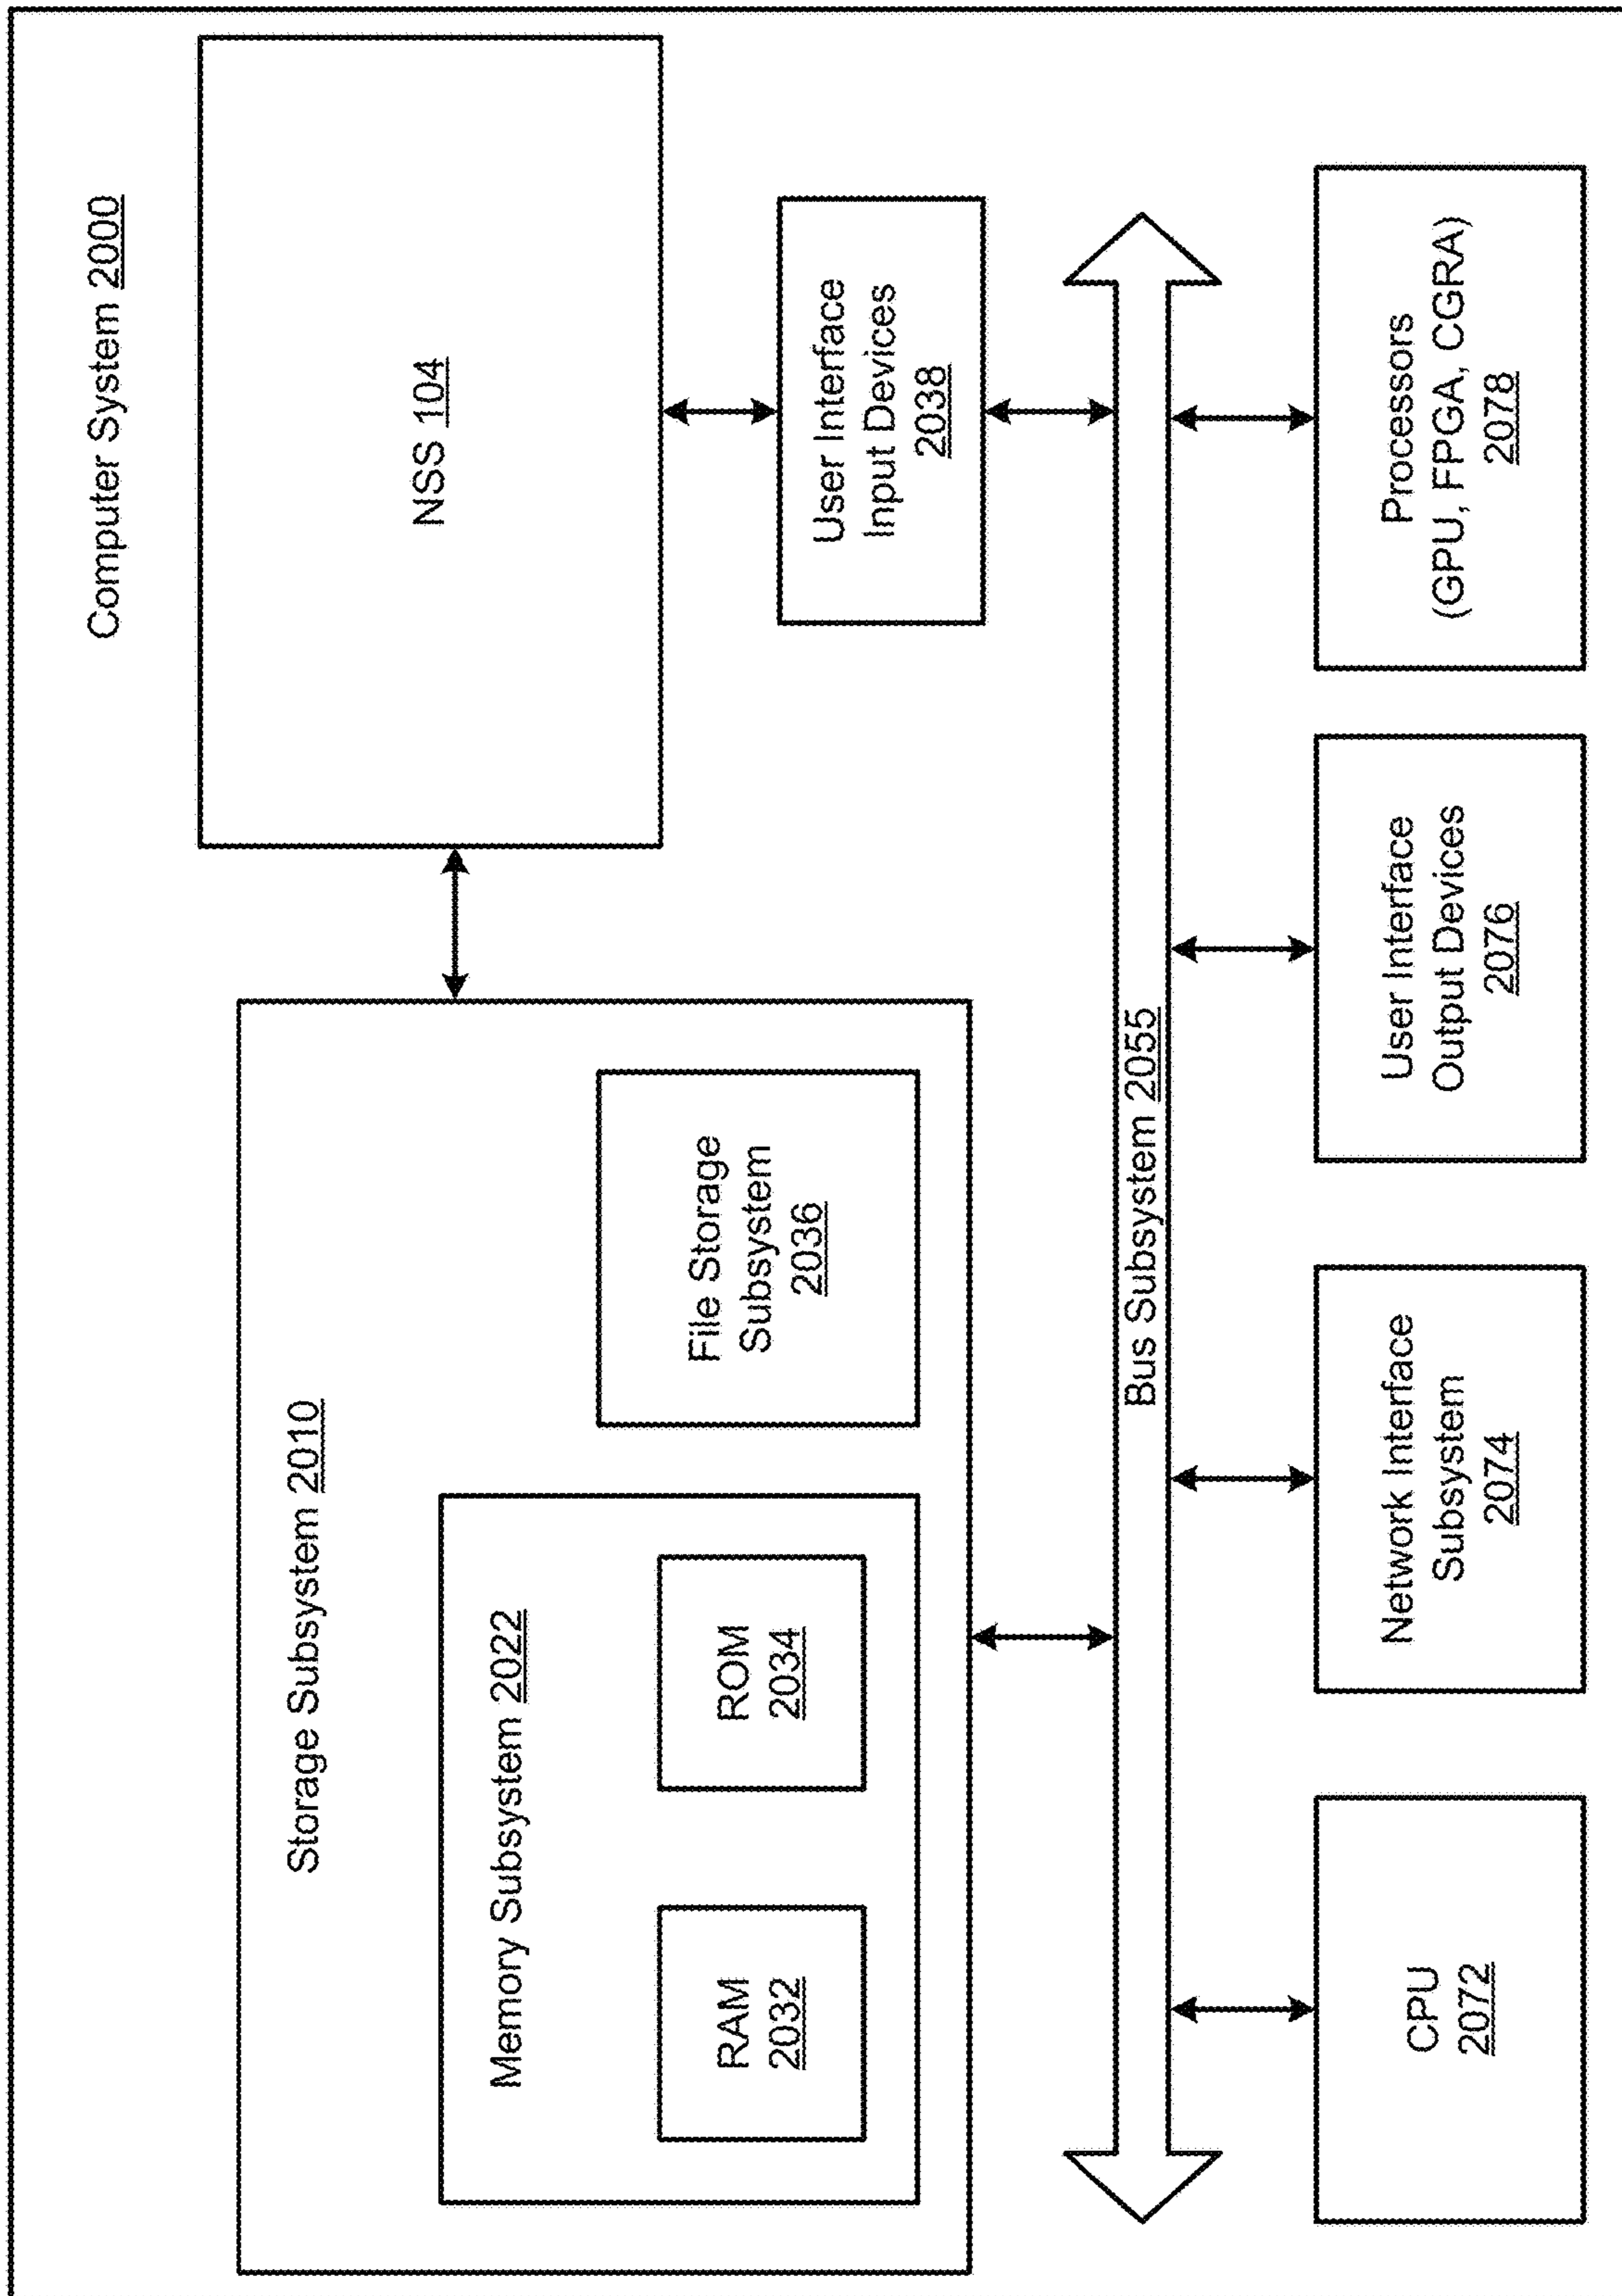 Computer System 2000
Storage Subsystem 2010
Memory Subsystem 2022
RAM
2032
ROM
2034
File Storage
Subsystem
2036
NSS 104
User Interface
Input Devices
2038
Bus Subsystem 2055
CPU
2072
Network Interface
Subsystem
2074
User Interface
Output Devices
2076
Processors
(GPU, FPGA, CGRA)
2078